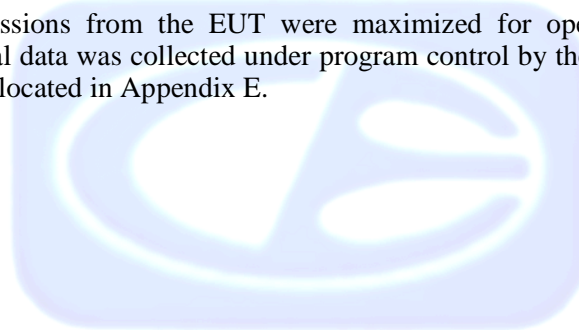 ssions from the EUT were maximized for ope
al data was collected under program control by the
located in Appendix E.